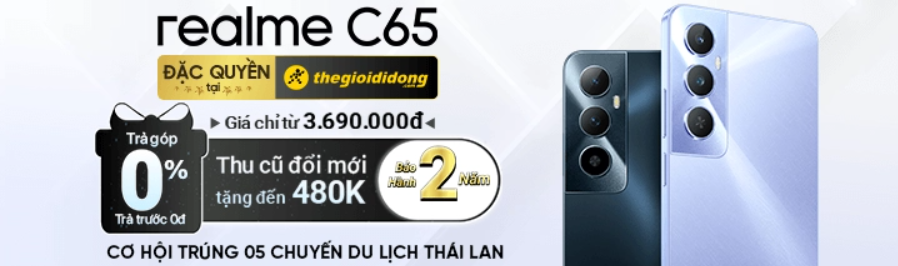 realme C65
ĐẶC QUYỀN
tại
thegioididong
.com
Giá chỉ từ 3.690.000đ
Trả góp
0%
Trả trước 0đ
Thu cũ đổi mới
tặng đến 480K
Bảo
Hành
2 Năm
CƠ HỘI TRÚNG 05 CHUYẾN DU LỊCH THÁI LAN